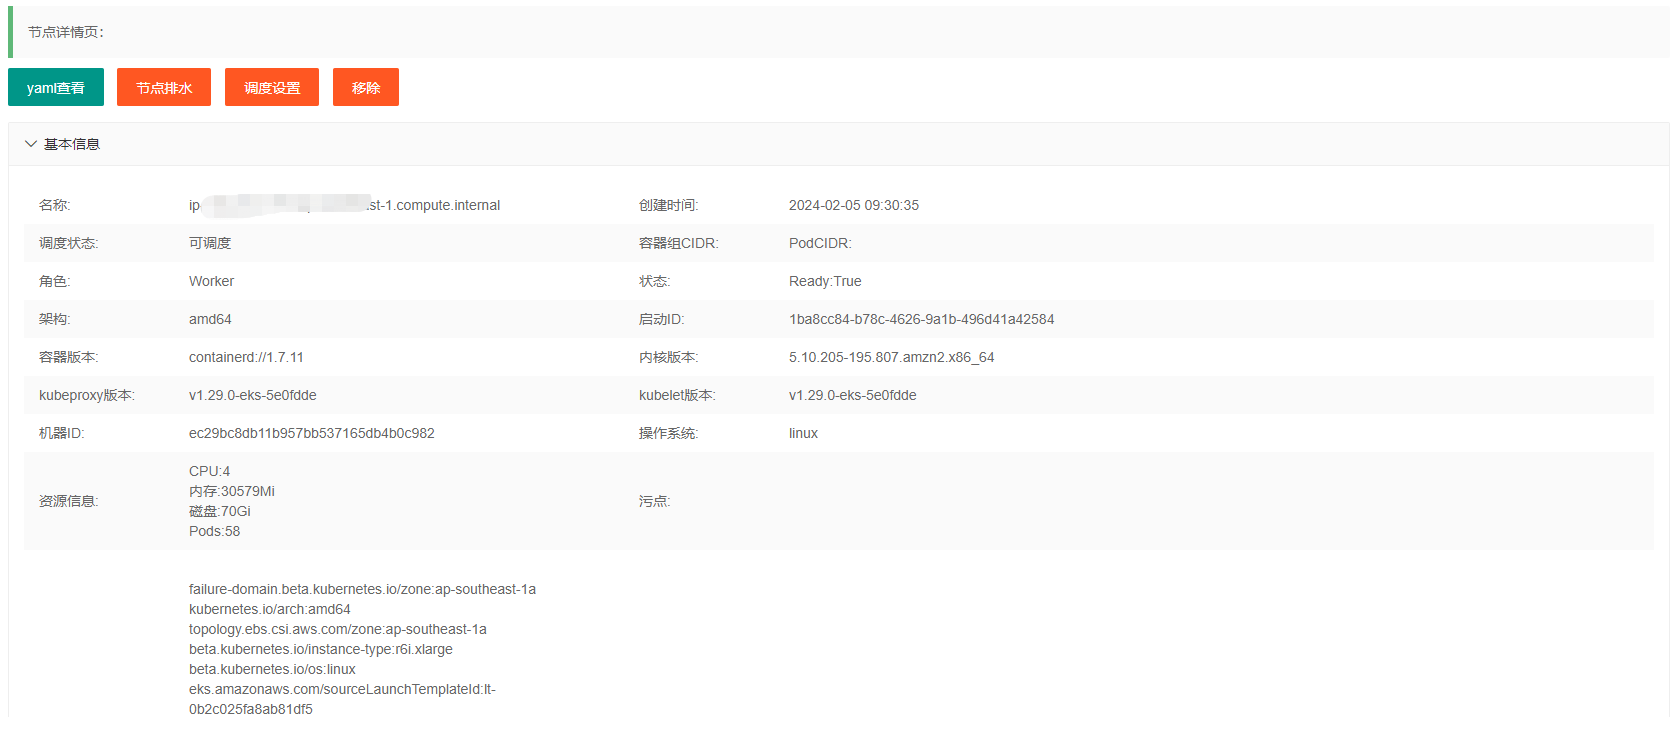 节点详情页：
yaml查看 节点排水 调度设置 移除
基本信息
名称: ip st-1.compute.internal 创建时间: 2024-02-05 09:30:35
调度状态: 可调度 容器组CIDR: PodCIDR:
角色: Worker 状态: Ready:True
架构: amd64 启动ID: 1ba8cc84-b78c-4626-9a1b-496d41a42584
容器版本: containerd://1.7.11 内核版本: 5.10.205-195.807.amzn2.x86_64
kubeproxy版本: v1.29.0-eks-5e0fdde kubelet版本: v1.29.0-eks-5e0fdde
机器ID: ec29bc8db11b957bb537165db4b0c982 操作系统: linux
资源信息: CPU:4
内存:30579Mi
磁盘:70Gi
Pods:58
污点:
failure-domain.beta.kubernetes.io/zone:ap-southeast-1a
kubernetes.io/arch:amd64
topology.ebs.csi.aws.com/zone:ap-southeast-1a
beta.kubernetes.io/instance-type:r6i.xlarge
beta.kubernetes.io/os:linux
eks.amazonaws.com/sourceLaunchTemplateId:lt-
0b2c025fa8ab81df5